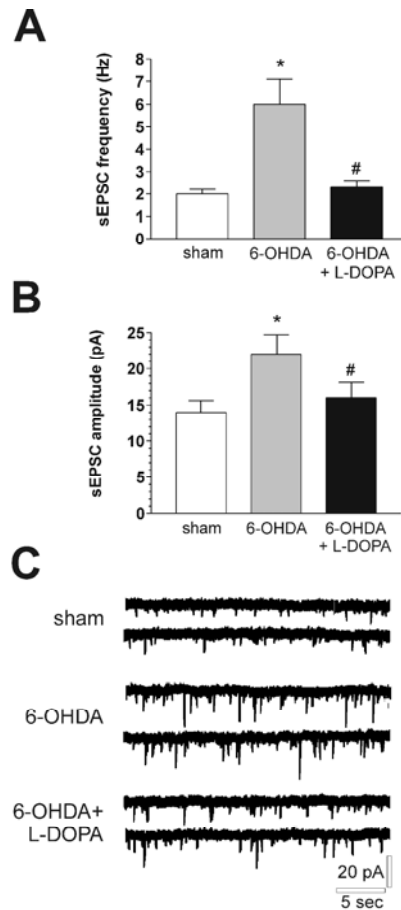 A
sEPSC frequency (Hz)
8
7
6
5
4
3
2
1
0
*
#
sham
6-OHDA
6-OHDA
+ L-DOPA
B
sEPSC amplitude (pA)
25
20
15
10
5
0
*
#
sham
6-OHDA
6-OHDA
+ L-DOPA
C
sham
6-OHDA
6-OHDA+
L-DOPA
20 pA
5 sec